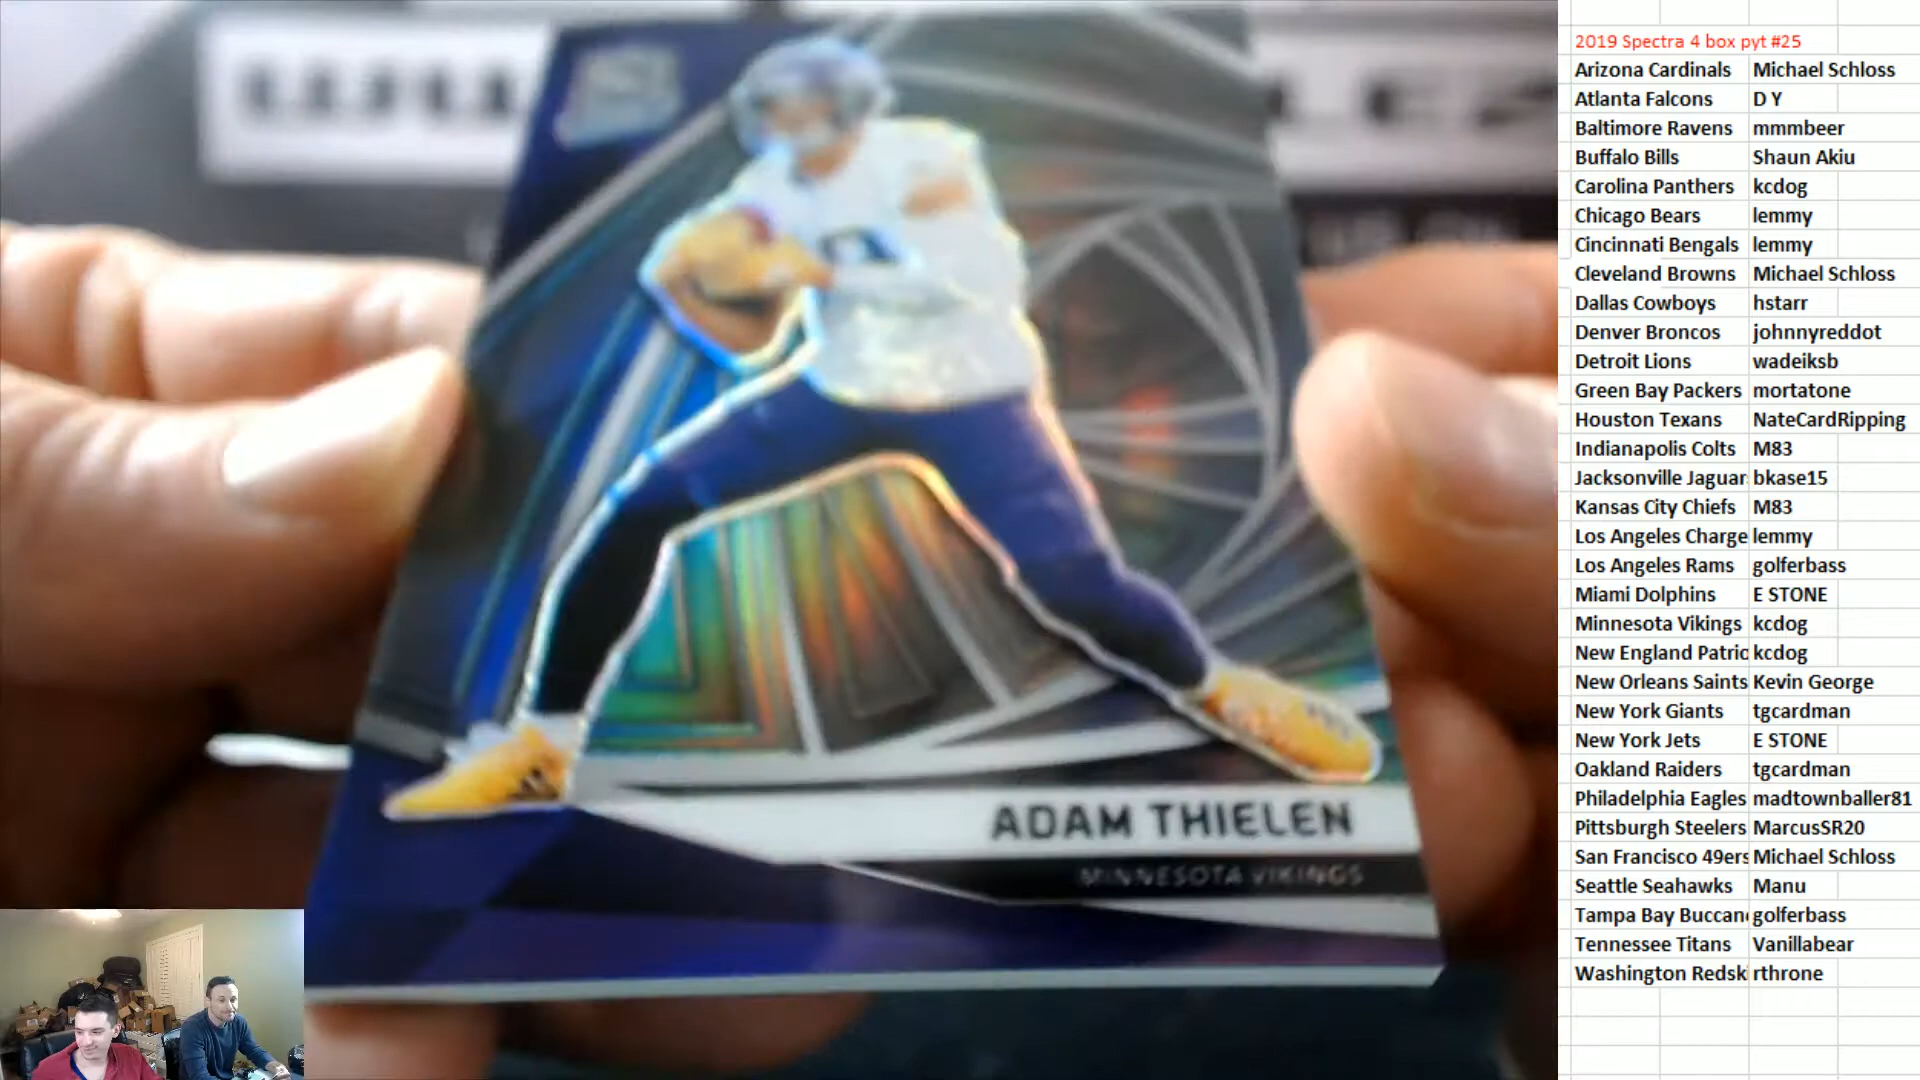 2019 Spectra 4 box pyt #25
Arizona Cardinals Michael Schloss
Atlanta Falcons D Y
Baltimore Ravens mmmbeer
Buffalo Bills Shaun Akiu
Carolina Panthers kcdog
Chicago Bears lemmy
Cincinnati Bengals lemmy
Cleveland Browns Michael Schloss
Dallas Cowboys hstarr
Denver Broncos johnnyreddot
Detroit Lions wadeiksb
Green Bay Packers mortatone
Houston Texans NateCardRipping
Indianapolis Colts M83
Jacksonville Jaguar bkase15
Kansas City Chiefs M83
Los Angeles Charge lemmy
Los Angeles Rams golferbass
Miami Dolphins E STONE
Minnesota Vikings kcdog
New England Patrio kcdog
New Orleans Saints Kevin George
New York Giants tgcardman
New York Jets E STONE
Oakland Raiders tgcardman
Philadelphia Eagles madtownballer81
Pittsburgh Steelers MarcusSR20
San Francisco 49ers Michael Schloss
Seattle Seahawks Manu
Tampa Bay Buccan golferbass
Tennessee Titans Vanillabear
Washington Redski rthrone
ADAM THIELEN
MINNESOTA VIKINGS